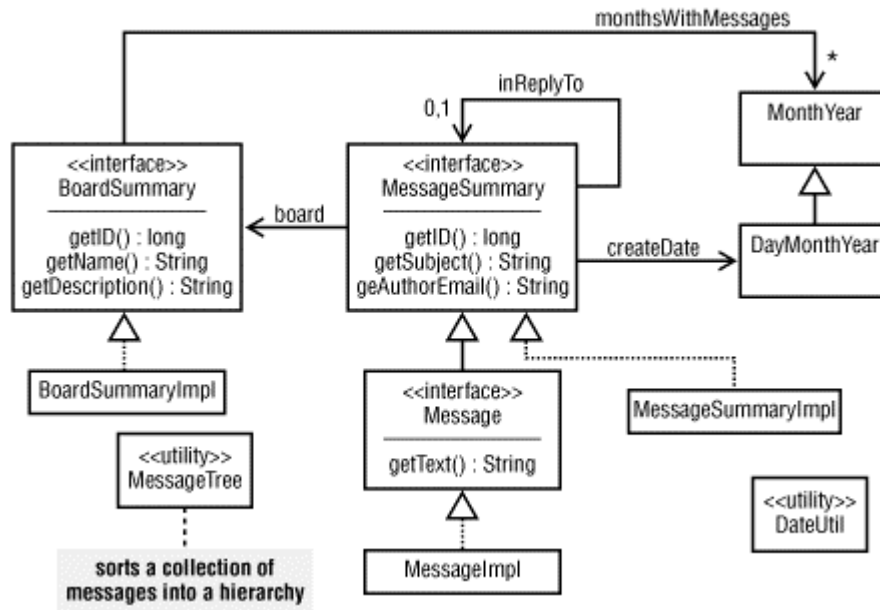 monthsWithMessages
*
inReplyTo
0,1
MonthYear
<<interface>>
BoardSummary
getID() : long
getName() : String
getDescription() : String
board
<<interface>>
MessageSummary
getID() : long
getSubject() : String
geAuthorEmail() : String
createDate
DayMonthYear
BoardSummaryImpl
<<interface>>
Message
getText() : String
MessageSummaryImpl
<<utility>>
MessageTree
<<utility>>
DateUtil
sorts a collection of
messages into a hierarchy
MessageImpl